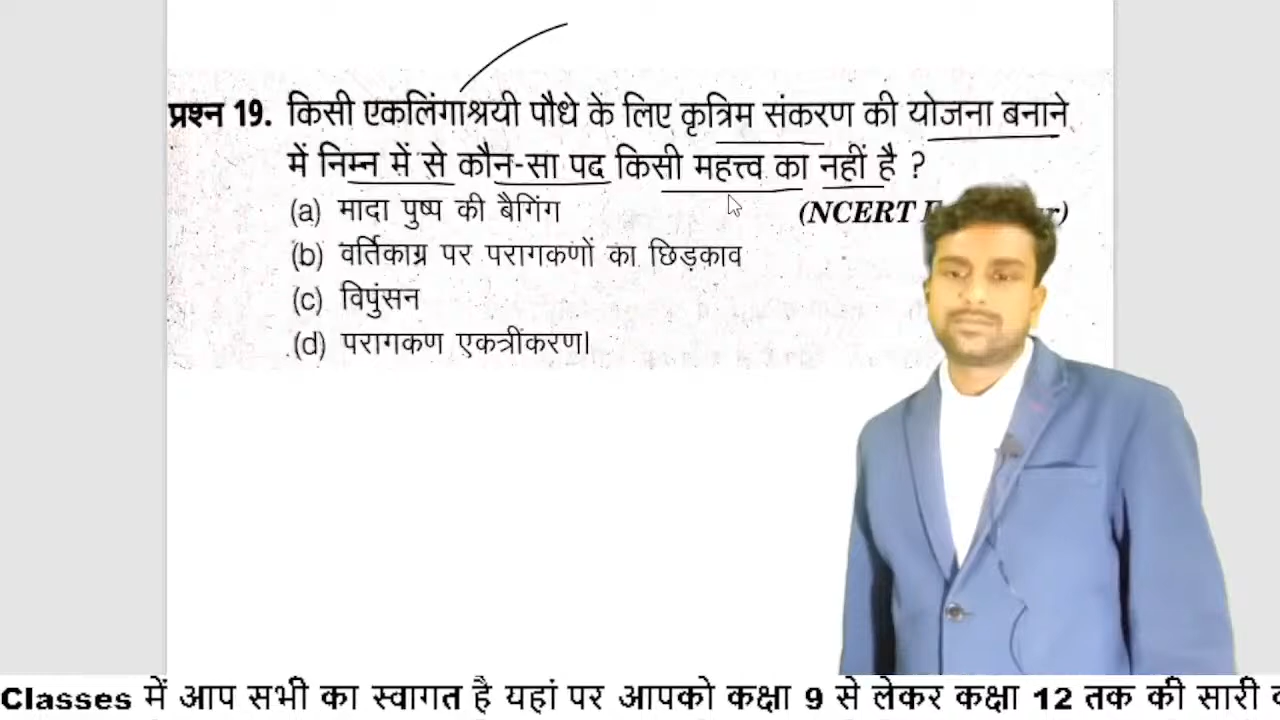 प्रश्न 19. किसी एकलिंगाश्रयी पौधे के लिए कृत्रिम संकरण की योजना बनाने
में निम्न में से कौन-सा पद किसी महत्त्व का नहीं है ?
(a) मादा पुष्प की बैगिंग (NCERT
(b) वर्तिकाग्र पर परागकणों का छिड़काव
(c) विपुंसन
(d) परागकण एकत्रींकरण।
Classes में आप सभी का स्वागत है यहां पर आपको कक्षा 9 से लेकर कक्षा 12 तक की सारी